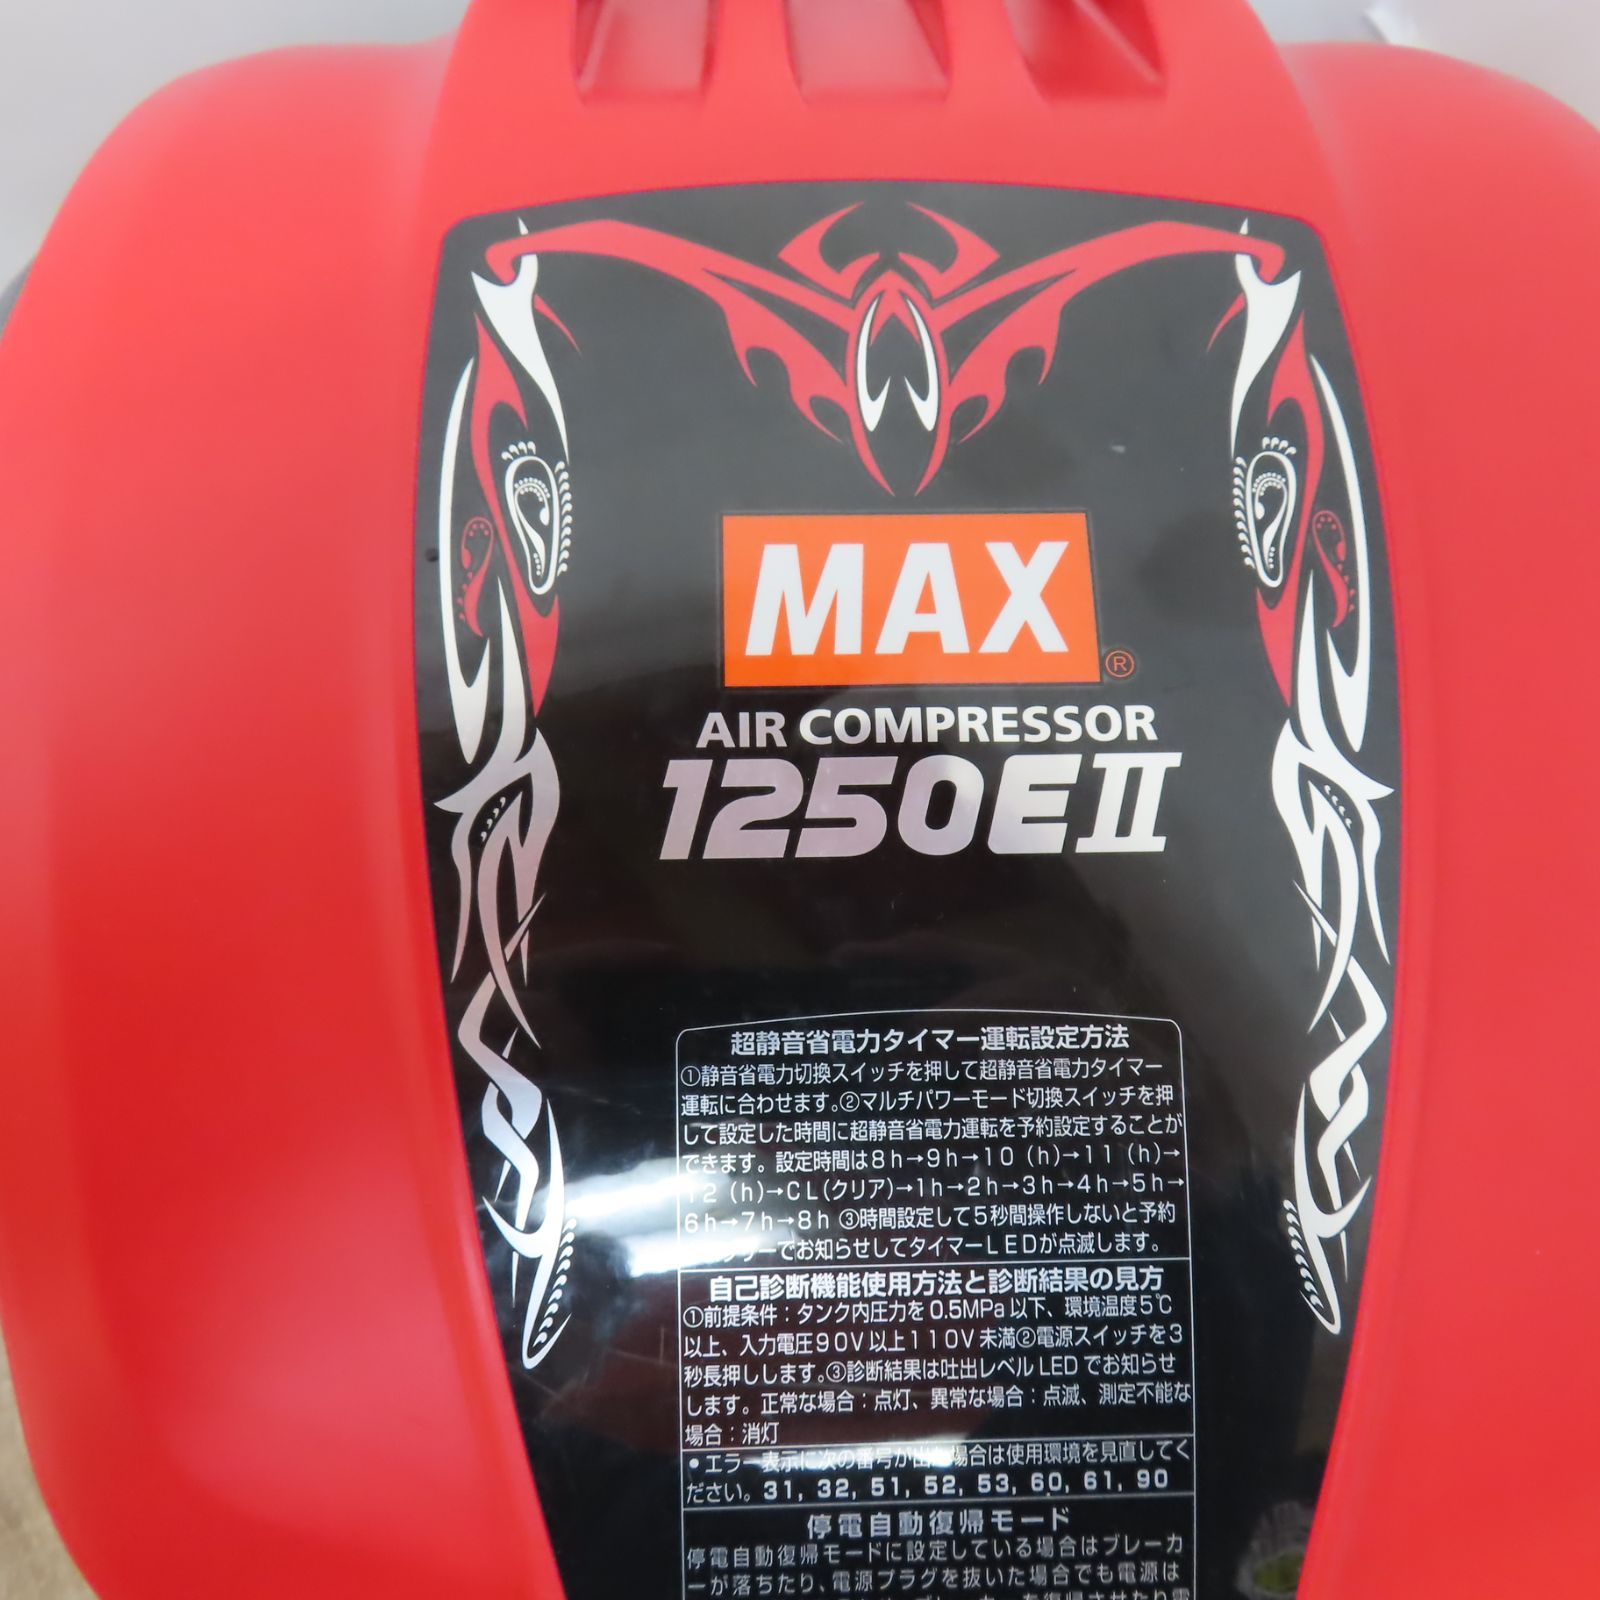 MAX
®
AIR COMPRESSOR
1250EII
超静音省電力タイマー運転設定方法
①静音省電力切換スイッチを押して超静音省電力タイマー
運転に合わせます。②マルチパワーモード切換スイッチを押
して設定した時間に超静音省電力運転を予約設定することが
できます。設定時間は8h→9h→10(h)→11(h)→
12(h)→CL(クリア)→1h→2h→3h→4h→5h→
6h→7h→8h ③時間設定して5秒間操作しないと予約
ーでお知らせしてタイマーLEDが点滅します。
自己診断機能使用方法と診断結果の見方
①前提条件：タンク内圧力を0.5MPa以下、環境温度5℃
以上、入力電圧90V以上110V未満②電源スイッチを3
秒長押しします。③診断結果は吐出レベルLEDでお知らせ
します。正常な場合：点灯、異常な場合：点滅、測定不能な
場合：消灯
●エラー表示に次の番号が出た場合は使用環境を見直してく
ださい。31, 32, 51, 52, 53, 60, 61, 90
停電自動復帰モード
停電自動復帰モードに設定している場合はブレーカ
ーが落ちたり、電源プラグを抜いた場合でも電源は